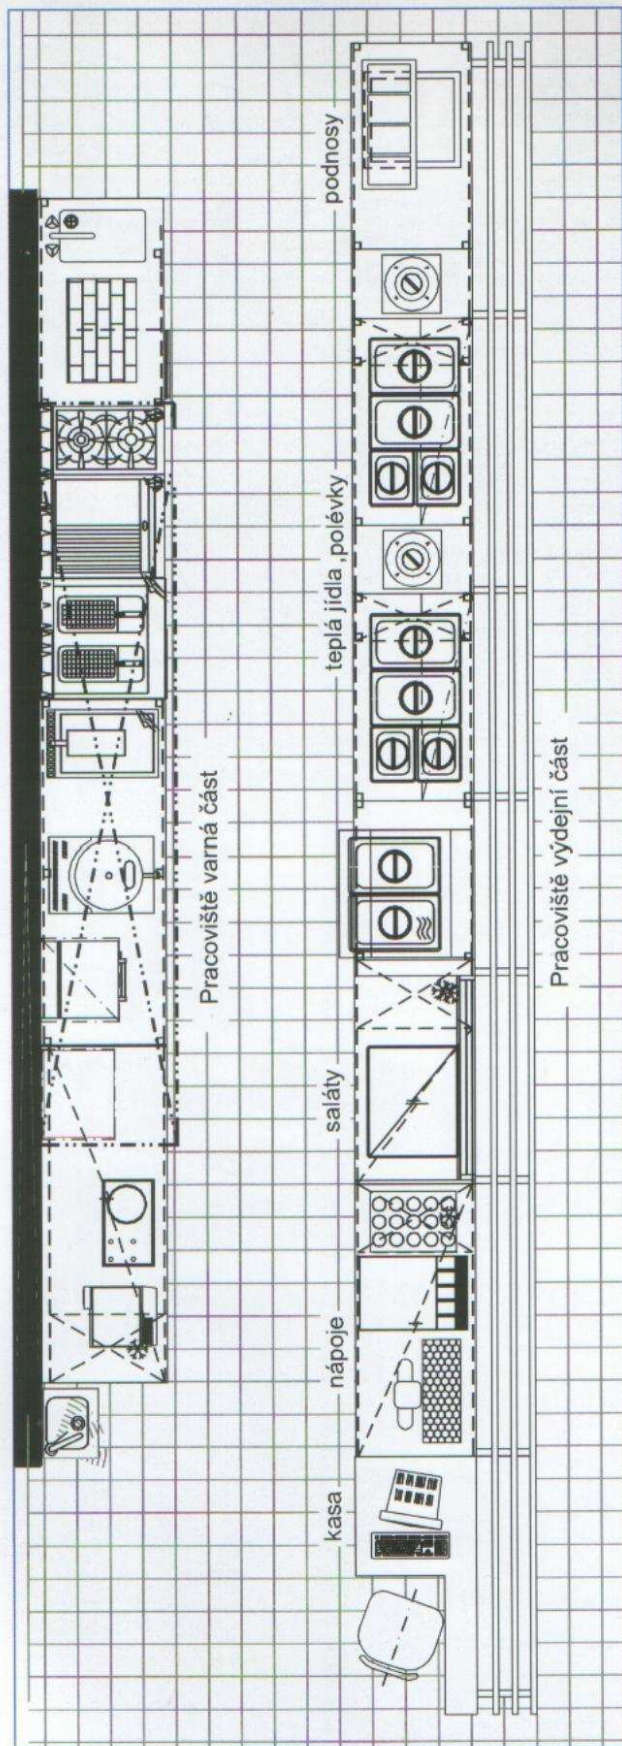 Pracoviště varná část
kasa
nápoje
saláty
teplá jídla ,polévky
podnosy
Pracoviště výdejní část